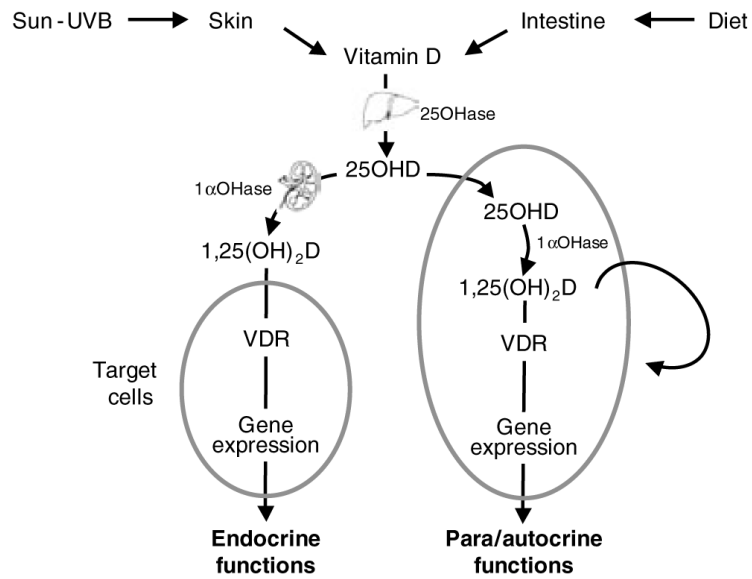 Sun-UVB
Skin
Intestine
Diet
Vitamin D
25OHase
25OHD
1αOHase
25OHD
1αOHase
1,25(OH)₂D
1,25(OH)₂D
VDR
VDR
Target
cells
Gene
expression
Gene
expression
Endocrine
functions
Para/autocrine
functions